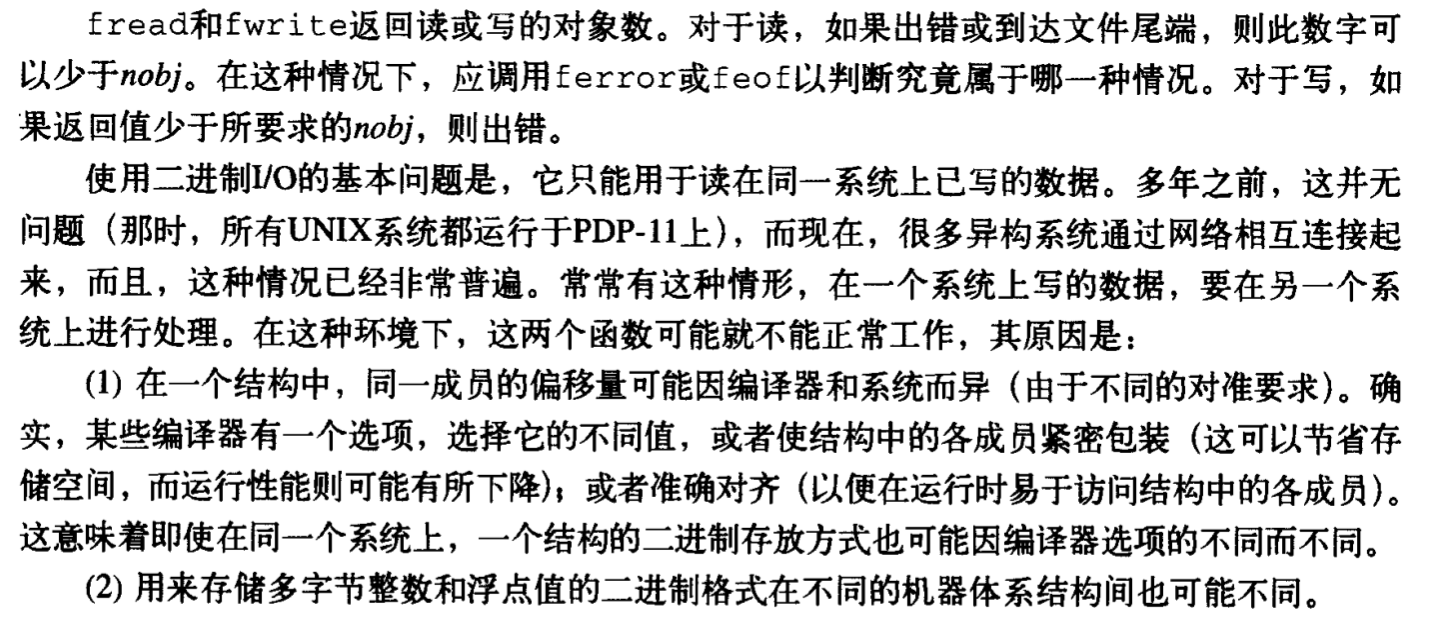 fread和fwrite返回读或写的对象数。对于读，如果出错或到达文件尾端，则此数字可
以少于nobj。在这种情况下，应调用ferror或feof以判断究竟属于哪一种情况。对于写，如
果返回值少于所要求的nobj，则出错。
使用二进制I/O的基本问题是，它只能用于读在同一系统上已写的数据。多年之前，这并无
问题（那时，所有UNIX系统都运行于PDP-11上），而现在，很多异构系统通过网络相互连接起
来，而且，这种情况已经非常普遍。常常有这种情形，在一个系统上写的数据，要在另一个系
统上进行处理。在这种环境下，这两个函数可能就不能正常工作，其原因是：
(1) 在一个结构中，同一成员的偏移量可能因编译器和系统而异（由于不同的对准要求）。确
实，某些编译器有一个选项，选择它的不同值，或者使结构中的各成员紧密包装（这可以节省存
储空间，而运行性能则可能有所下降）；或者准确对齐（以便在运行时易于访问结构中的各成员）。
这意味着即使在同一个系统上，一个结构的二进制存放方式也可能因编译器选项的不同而不同。
(2) 用来存储多字节整数和浮点值的二进制格式在不同的机器体系结构间也可能不同。